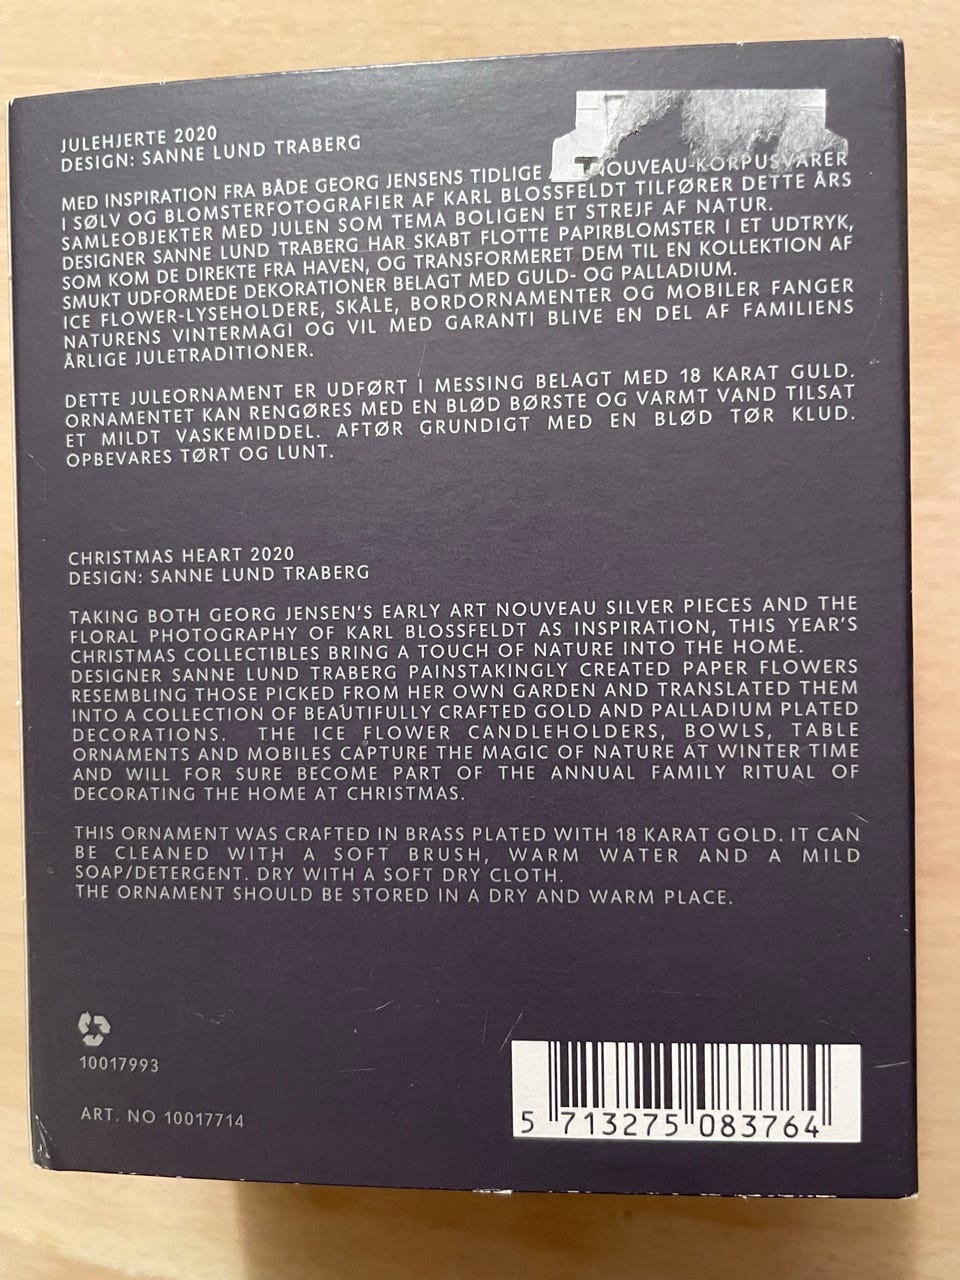 JULEHJERTE 2020
DESIGN: SANNE LUND TRABERG
MED INSPIRATION FRA BÅDE GEORG JENSENS TIDLIGE NOUVEAU-KORPUSVARER
I SØLV OG BLOMSTERFOTOGRAFIER AF KARL BLOSSFELDT TILFØRER DETTE ÅRS
SAMLEOBJEKTER MED JULEN SOM TEMA BOLIGEN ET STREJF AF NATUR.
DESIGNER SANNE LUND TRABERG HAR SKABT FLOTTE PAPIRBLOMSTER I ET UDTRYK,
SOM KOM DE DIREKTE FRA HAVEN, OG TRANSFORMERET DEM TIL EN KOLLEKTION AF
SMUKT UDFORMEDE DEKORATIONER BELAGT MED GULD- OG PALLADIUM.
ICE FLOWER-LYSEHOLDERE, SKÅLE, BORDORNAMENTER OG MOBILER FANGER
NATURENS VINTERMAGI OG VIL MED GARANTI BLIVE EN DEL AF FAMILIENS
ÅRLIGE JULETRADITIONER.
DETTE JULEORNAMENT ER UDFØRT I MESSING BELAGT MED 18 KARAT GULD.
ORNAMENTET KAN RENGØRES MED EN BLØD BØRSTE OG VARMT VAND TILSAT
ET MILDT VASKEMIDDEL. AFTØR GRUNDIGT MED EN BLØD TØR KLUD.
OPBEVARES TØRT OG LUNT.
CHRISTMAS HEART 2020
DESIGN: SANNE LUND TRABERG
TAKING BOTH GEORG JENSEN'S EARLY ART NOUVEAU SILVER PIECES AND THE
FLORAL PHOTOGRAPHY OF KARL BLOSSFELDT AS INSPIRATION, THIS YEAR'S
CHRISTMAS COLLECTIBLES BRING A TOUCH OF NATURE INTO THE HOME.
DESIGNER SANNE LUND TRABERG PAINSTAKINGLY CREATED PAPER FLOWERS
RESEMBLING THOSE PICKED FROM HER OWN GARDEN AND TRANSLATED THEM
INTO A COLLECTION OF BEAUTIFULLY CRAFTED GOLD AND PALLADIUM PLATED
DECORATIONS. THE ICE FLOWER CANDLEHOLDERS, BOWLS, TABLE
ORNAMENTS AND MOBILES CAPTURE THE MAGIC OF NATURE AT WINTER TIME
AND WILL FOR SURE BECOME PART OF THE ANNUAL FAMILY RITUAL OF
DECORATING THE HOME AT CHRISTMAS.
THIS ORNAMENT WAS CRAFTED IN BRASS PLATED WITH 18 KARAT GOLD. IT CAN
BE CLEANED WITH A SOFT BRUSH, WARM WATER AND A MILD
SOAP/DETERGENT. DRY WITH A SOFT DRY CLOTH.
THE ORNAMENT SHOULD BE STORED IN A DRY AND WARM PLACE.
10017993
ART. NO 10017714
5 713275 083764